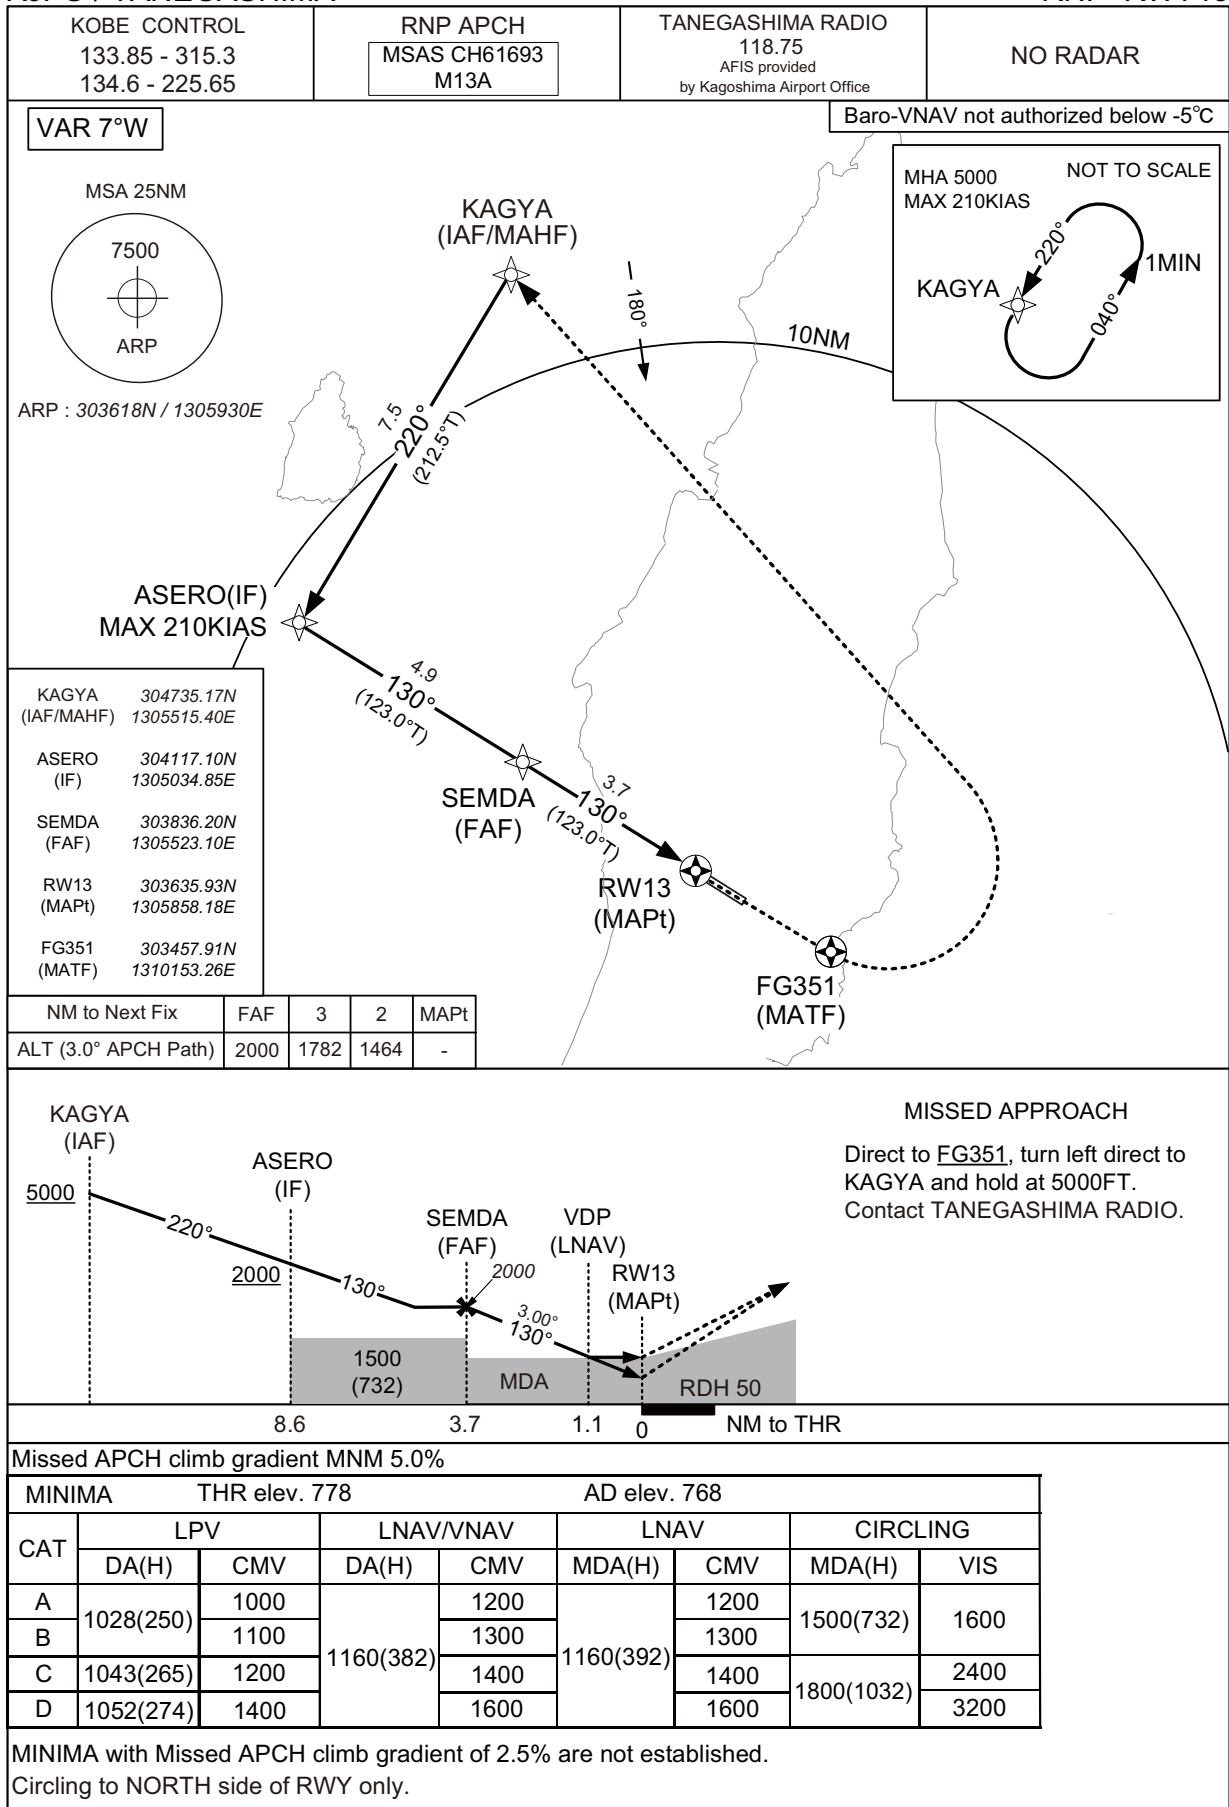 KOBE CONTROL
133.85 - 315.3
134.6 - 225.65
RNP APCH
MSAS CH61693
M13A
TANEGASHIMA RADIO
118.75
AFIS provided
by Kagoshima Airport Office
NO RADAR
VAR 7°W
Baro-VNAV not authorized below -5°C
MSA 25NM
7500
ARP
ARP : 303618N / 1305930E
MHA 5000
MAX 210KIAS
NOT TO SCALE
220°
1MIN
KAGYA
040°
KAGYA
(IAF/MAHF)
180°
10NM
7.5
220°
(212.5°T)
ASERO(IF)
MAX 210KIAS
4.9
130°
(123.0°T)
SEMDA
(FAF)
3.7
130°
(123.0°T)
RW13
(MAPt)
FG351
(MATF)
KAGYA 304735.17N
(IAF/MAHF) 1305515.40E
ASERO 304117.10N
(IF) 1305034.85E
SEMDA 303836.20N
(FAF) 1305523.10E
RW13 303635.93N
(MAPt) 1305858.18E
FG351 303457.91N
(MATF) 1310153.26E
NM to Next Fix FAF 3 2 MAPt
ALT (3.0° APCH Path) 2000 1782 1464 -
KAGYA
(IAF)
5000
220°
ASERO
(IF)
2000
130°
SEMDA
(FAF)
2000
3.00°
130°
VDP
(LNAV)
RW13
(MAPt)
1500
(732)
MDA
RDH 50
8.6 3.7 1.1 0 NM to THR
MISSED APPROACH
Direct to FG351, turn left direct to
KAGYA and hold at 5000FT.
Contact TANEGASHIMA RADIO.
Missed APCH climb gradient MNM 5.0%
MINIMA THR elev. 778 AD elev. 768
CAT LPV LNAV/VNAV LNAV CIRCLING
DA(H) CMV DA(H) CMV MDA(H) CMV MDA(H) VIS
A 1028(250) 1000 1160(382) 1200 1160(392) 1200 1500(732) 1600
B 1100 1300 1300
C 1043(265) 1200 1400 1400 1800(1032) 2400
D 1052(274) 1400 1600 1600 3200
MINIMA with Missed APCH climb gradient of 2.5% are not established.
Circling to NORTH side of RWY only.